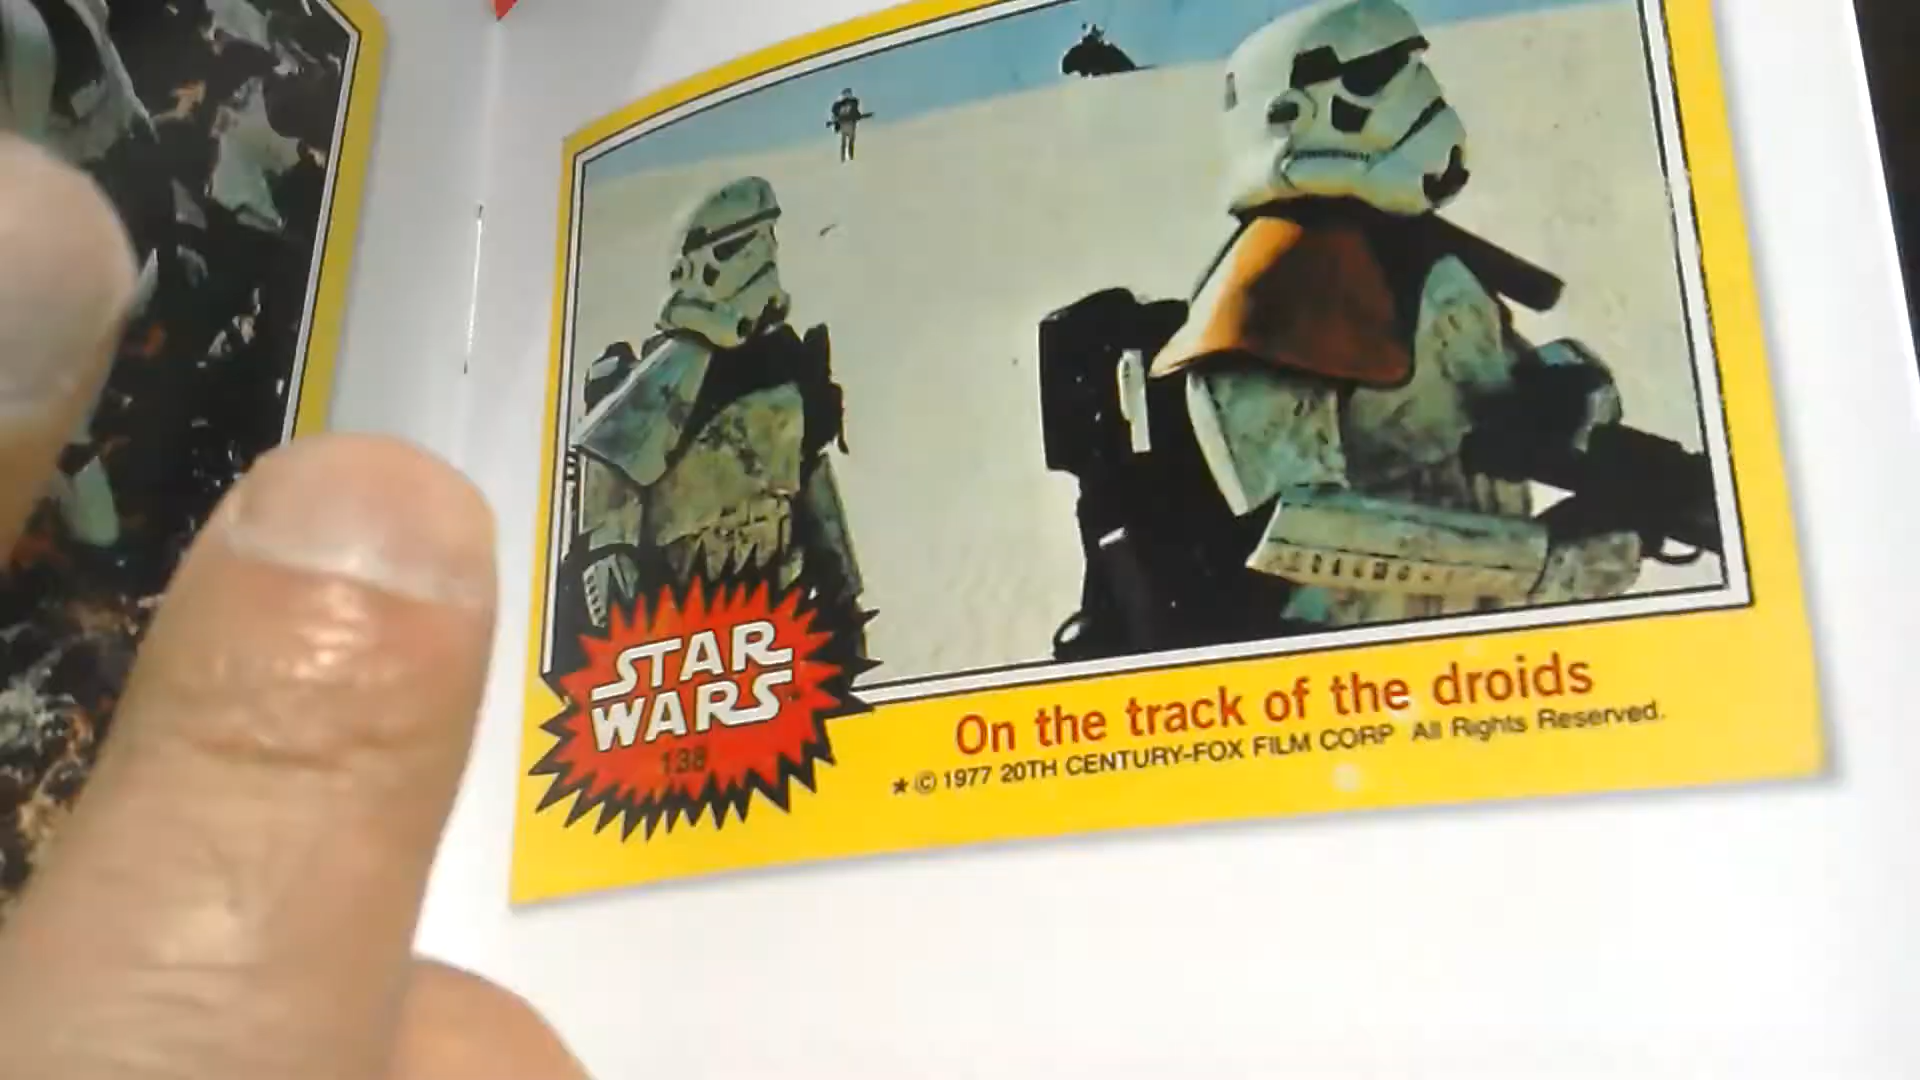 STAR
WARS
138
On the track of the droids
★ © 1977 20TH CENTURY-FOX FILM CORP All Rights Reserved.